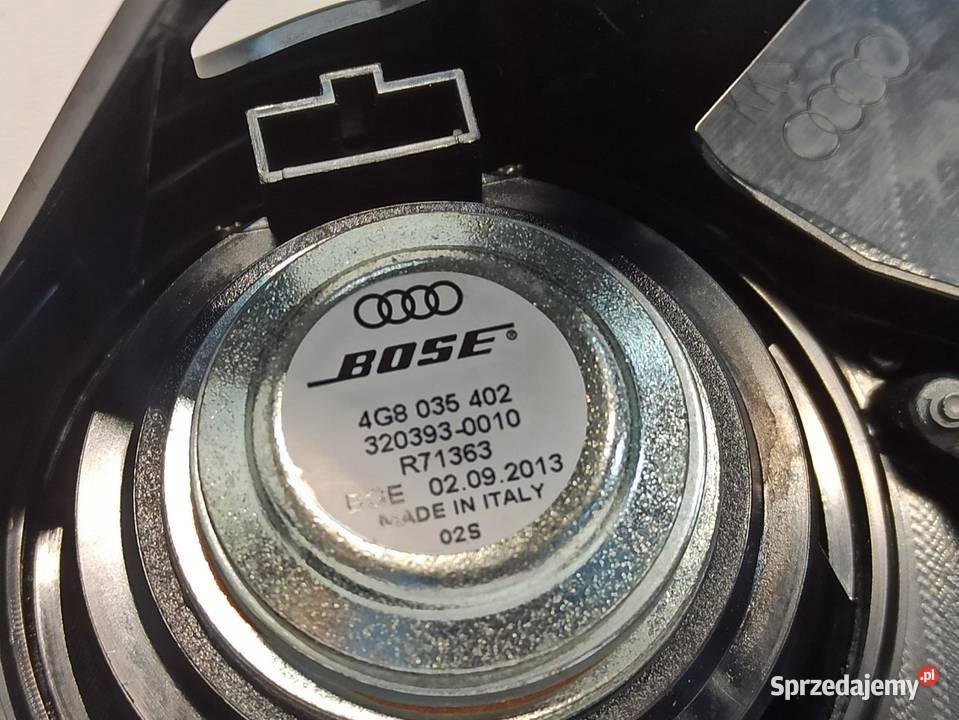 BOSE®
4G8 035 402
320393-0010
R71363
02.09.2013
MADE IN ITALY
02S
Sprzedajemy.pl